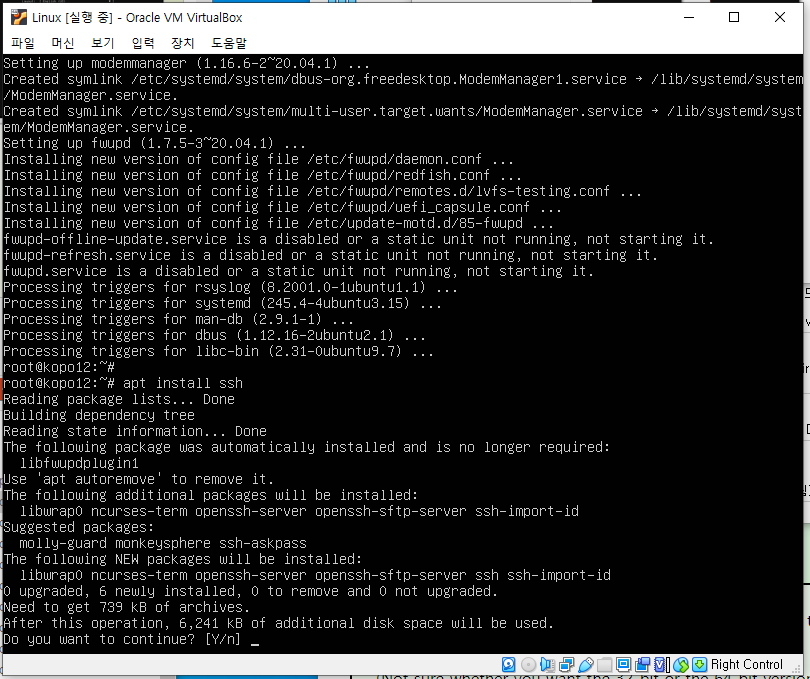 Linux [실행 중] - Oracle VM VirtualBox
파일 머신 보기 입력 장치 도움말
Setting up modemmanager (1.16.6-2~20.04.1) ...
Created symlink /etc/systemd/system/dbus-org.freedesktop.ModemManager1.service → /lib/systemd/system
/ModemManager.service.
Created symlink /etc/systemd/system/multi-user.target.wants/ModemManager.service → /lib/systemd/syst
em/ModemManager.service.
Setting up fwupd (1.7.5-3~20.04.1) ...
Installing new version of config file /etc/fwupd/daemon.conf ...
Installing new version of config file /etc/fwupd/redfish.conf ...
Installing new version of config file /etc/fwupd/remotes.d/lvfs-testing.conf ...
Installing new version of config file /etc/fwupd/uefi_capsule.conf ...
Installing new version of config file /etc/update-motd.d/85-fwupd ...
fwupd-offline-update.service is a disabled or a static unit not running, not starting it.
fwupd-refresh.service is a disabled or a static unit not running, not starting it.
fwupd.service is a disabled or a static unit not running, not starting it.
Processing triggers for rsyslog (8.2001.0-1ubuntu1.1) ...
Processing triggers for systemd (245.4-4ubuntu3.15) ...
Processing triggers for man-db (2.9.1-1) ...
Processing triggers for dbus (1.12.16-2ubuntu2.1) ...
Processing triggers for libc-bin (2.31-0ubuntu9.7) ...
root@kopo12:~#
root@kopo12:~# apt install ssh
Reading package lists... Done
Building dependency tree
Reading state information... Done
The following package was automatically installed and is no longer required:
  libfwupdplugin1
Use 'apt autoremove' to remove it.
The following additional packages will be installed:
  libwrap0 ncurses-term openssh-server openssh-sftp-server ssh-import-id
Suggested packages:
  molly-guard monkeysphere ssh-askpass
The following NEW packages will be installed:
  libwrap0 ncurses-term openssh-server openssh-sftp-server ssh ssh-import-id
0 upgraded, 6 newly installed, 0 to remove and 0 not upgraded.
Need to get 739 kB of archives.
After this operation, 6,241 kB of additional disk space will be used.
Do you want to continue? [Y/n] _
Right Control